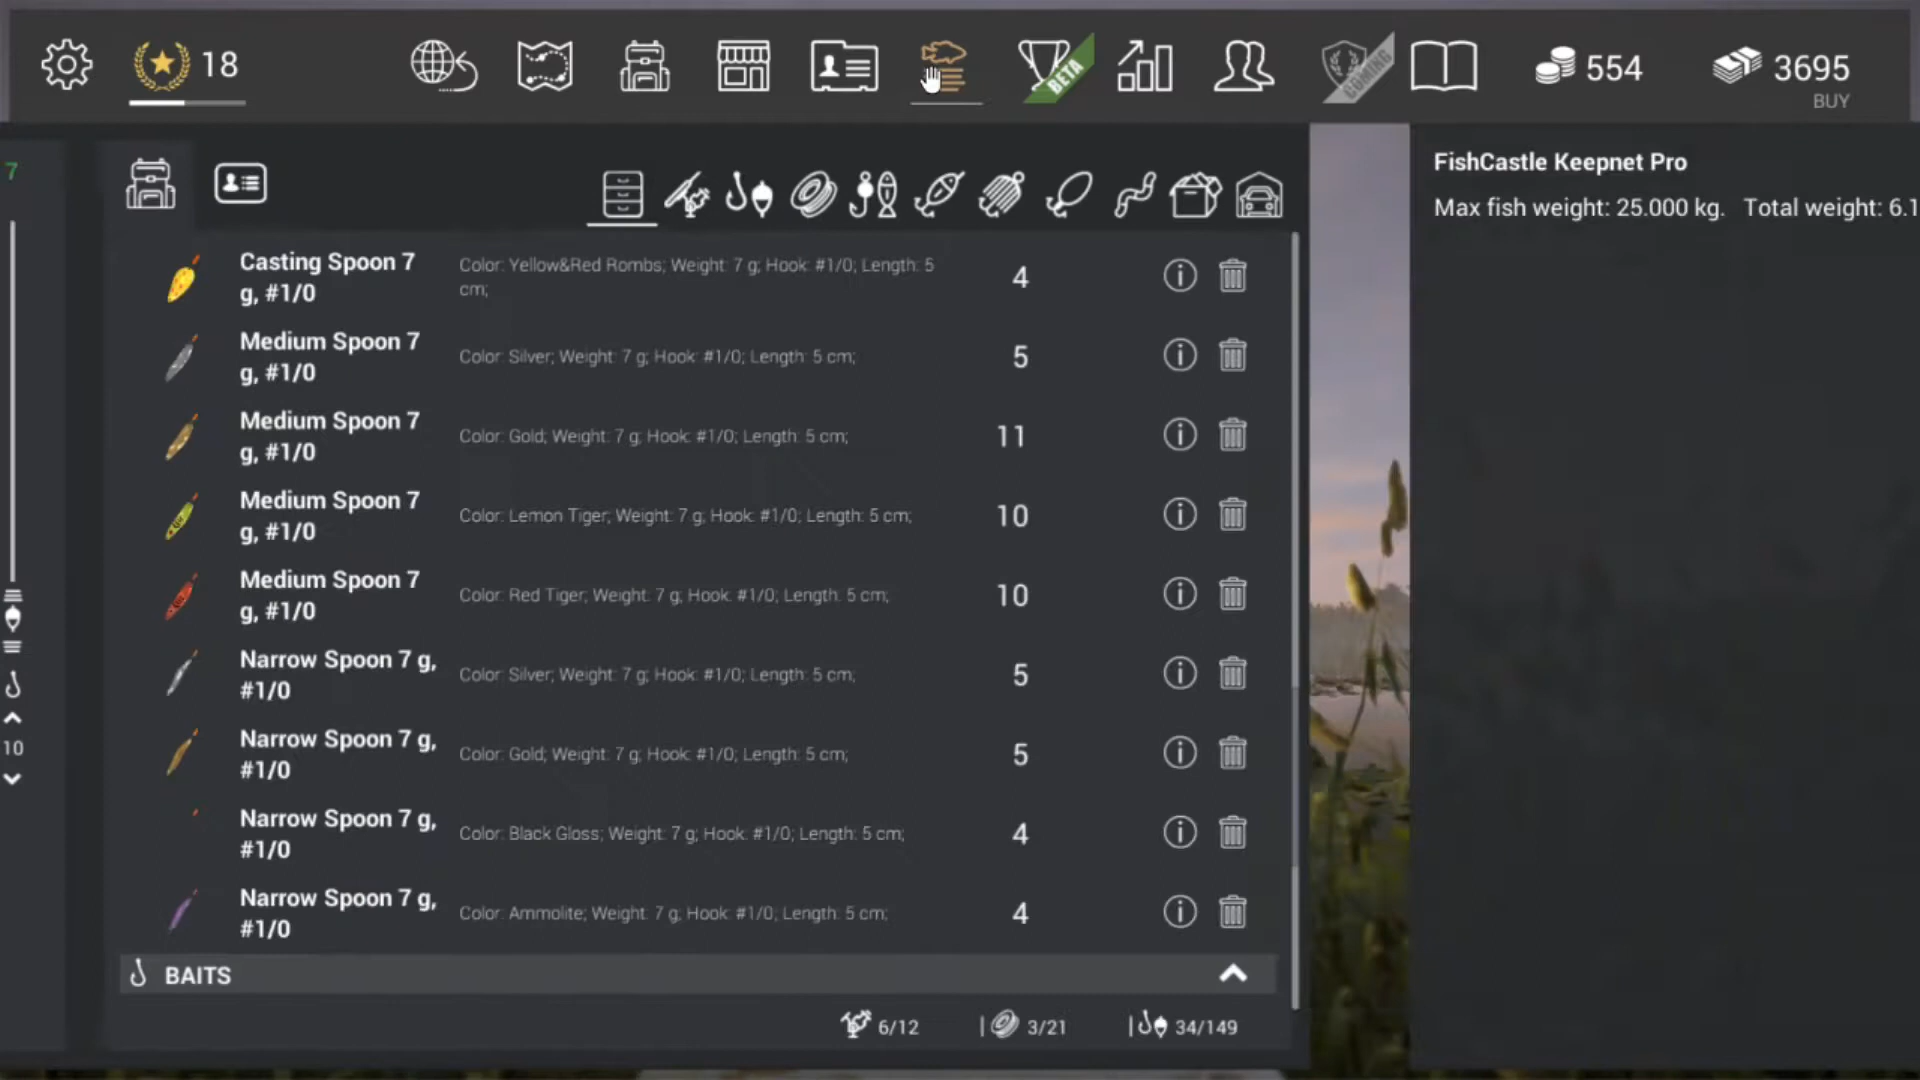 18
BETA
COMING
554
3695
BUY
7
FishCastle Keepnet Pro
Max fish weight: 25.000 kg. Total weight: 6.1
Casting Spoon 7 g, #1/0
Color: Yellow&Red Rombs; Weight: 7 g; Hook: #1/0; Length: 5 cm;
4
Medium Spoon 7 g, #1/0
Color: Silver; Weight: 7 g; Hook: #1/0; Length: 5 cm;
5
Medium Spoon 7 g, #1/0
Color: Gold; Weight: 7 g; Hook: #1/0; Length: 5 cm;
11
Medium Spoon 7 g, #1/0
Color: Lemon Tiger; Weight: 7 g; Hook: #1/0; Length: 5 cm;
10
Medium Spoon 7 g, #1/0
Color: Red Tiger; Weight: 7 g; Hook: #1/0; Length: 5 cm;
10
Narrow Spoon 7 g, #1/0
Color: Silver; Weight: 7 g; Hook: #1/0; Length: 5 cm;
5
Narrow Spoon 7 g, #1/0
Color: Gold; Weight: 7 g; Hook: #1/0; Length: 5 cm;
5
10
Narrow Spoon 7 g, #1/0
Color: Black Gloss; Weight: 7 g; Hook: #1/0; Length: 5 cm;
4
Narrow Spoon 7 g, #1/0
Color: Ammolite; Weight: 7 g; Hook: #1/0; Length: 5 cm;
4
BAITS
6/12 | 3/21 | 34/149